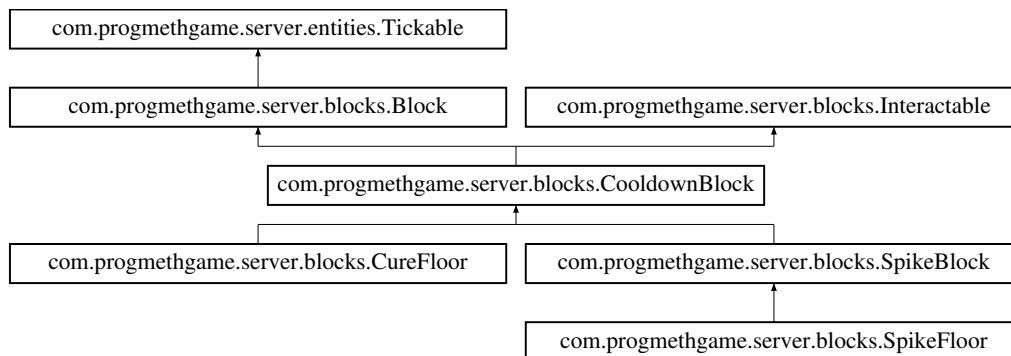 com.progmethgame.server.entities.Tickable
com.progmethgame.server.blocks.Block
com.progmethgame.server.blocks.Interactable
com.progmethgame.server.blocks.CooldownBlock
com.progmethgame.server.blocks.CureFloor
com.progmethgame.server.blocks.SpikeBlock
com.progmethgame.server.blocks.SpikeFloor